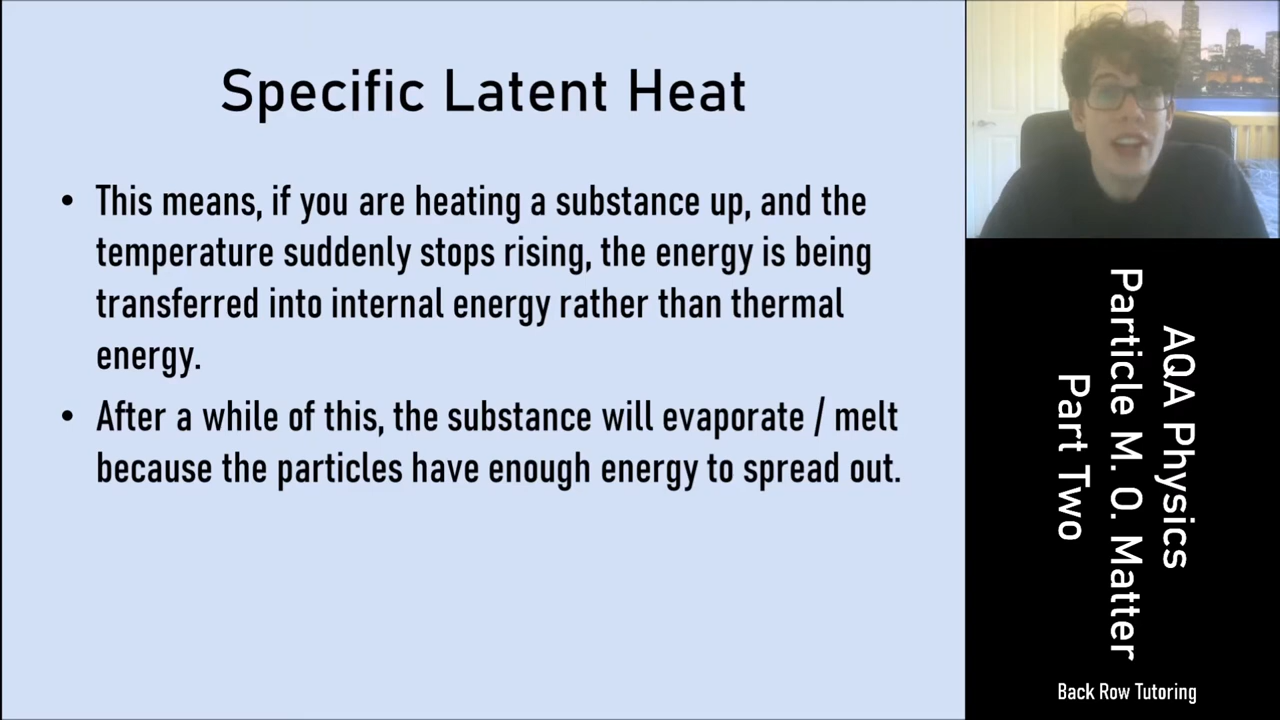 Specific Latent Heat
• This means, if you are heating a substance up, and the
temperature suddenly stops rising, the energy is being
transferred into internal energy rather than thermal
energy.
• After a while of this, the substance will evaporate / melt
because the particles have enough energy to spread out.
AQA Physics
Particle M. O. Matter
Part Two
Back Row Tutoring